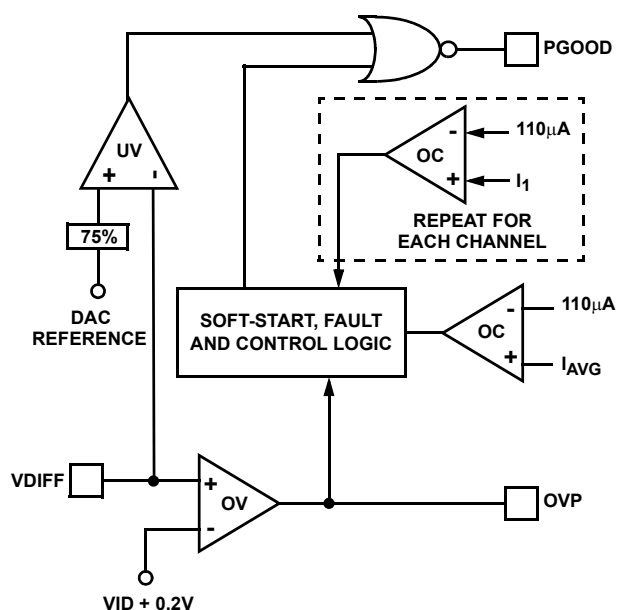 PGOOD
UV
+ -
75%
DAC
REFERENCE
-
OC
+
110μA
I1
REPEAT FOR
EACH CHANNEL
SOFT-START, FAULT
AND CONTROL LOGIC
-
OC
+
110μA
IAVG
VDIFF
+
OV
-
OVP
VID + 0.2V